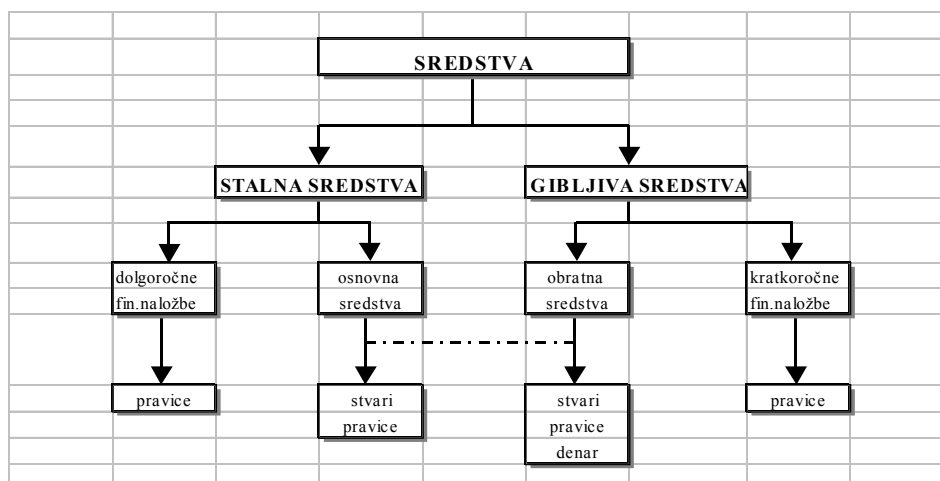 SREDSTVA
STALNA SREDSTVA
GIBLJIVA SREDSTVA
dolgoročne
fin.naložbe
osnovna
sredstva
obratna
sredstva
kratkoročne
fin.naložbe
pravice
stvari
pravice
stvari
pravice
denar
pravice